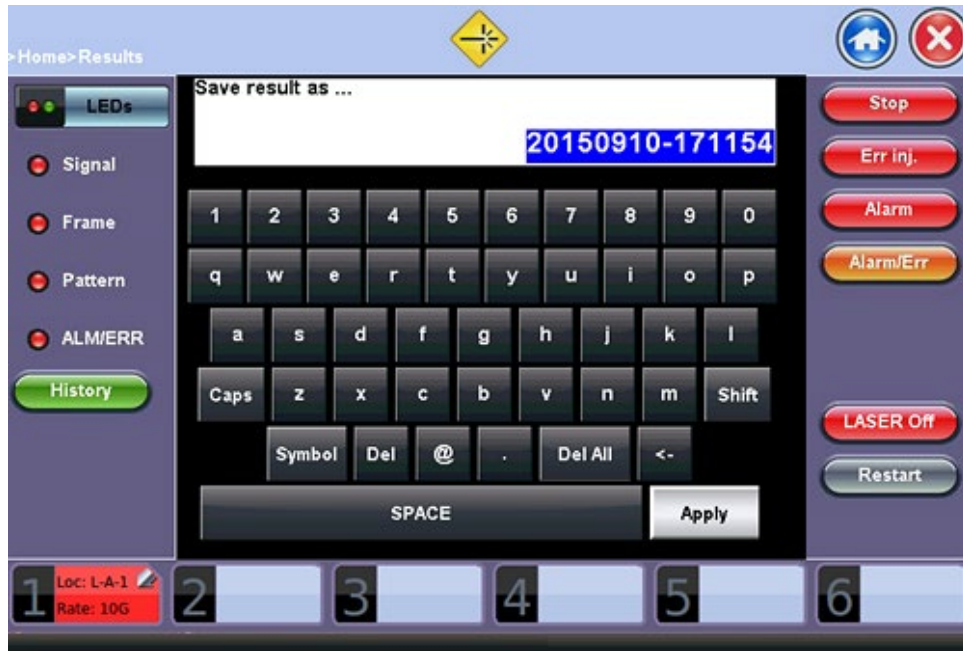 >Home>Results
LEDs
Signal
Frame
Pattern
ALM/ERR
History
Save result as ...
20150910-171154
1 2 3 4 5 6 7 8 9 0
q w e r t y u i o p
a s d f g h j k l
Caps z x c b v n m Shift
Symbol Del @ . Del All <-
SPACE Apply
Stop
Err inj.
Alarm
Alarm/Err
LASER Off
Restart
1 Loc: L-A-1
Rate: 10G
2 3 4 5 6